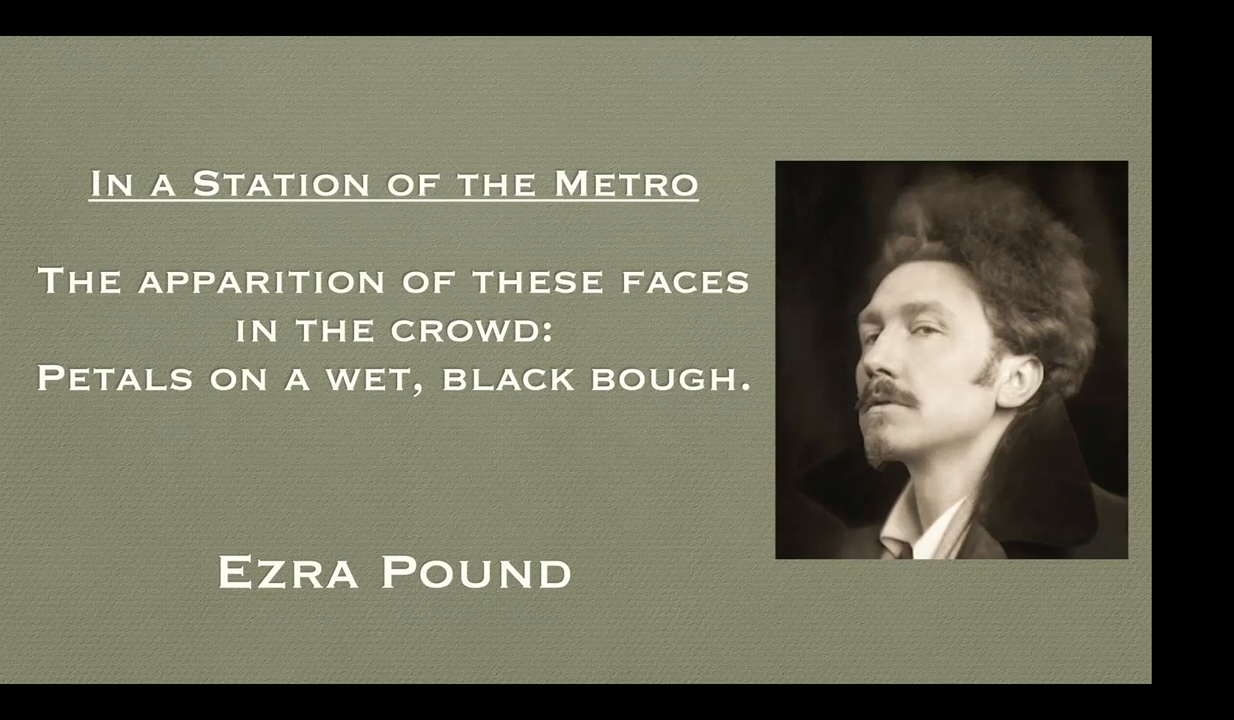 In a Station of the Metro
The apparition of these faces
in the crowd:
Petals on a wet, black bough.
Ezra Pound